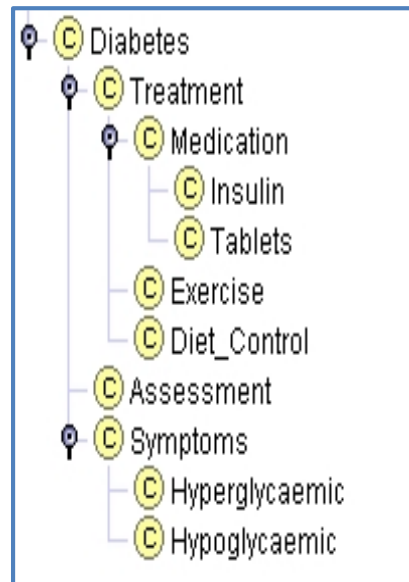 C Diabetes
C Treatment
C Medication
C Insulin
C Tablets
C Exercise
C Diet_Control
C Assessment
C Symptoms
C Hyperglycaemic
C Hypoglycaemic